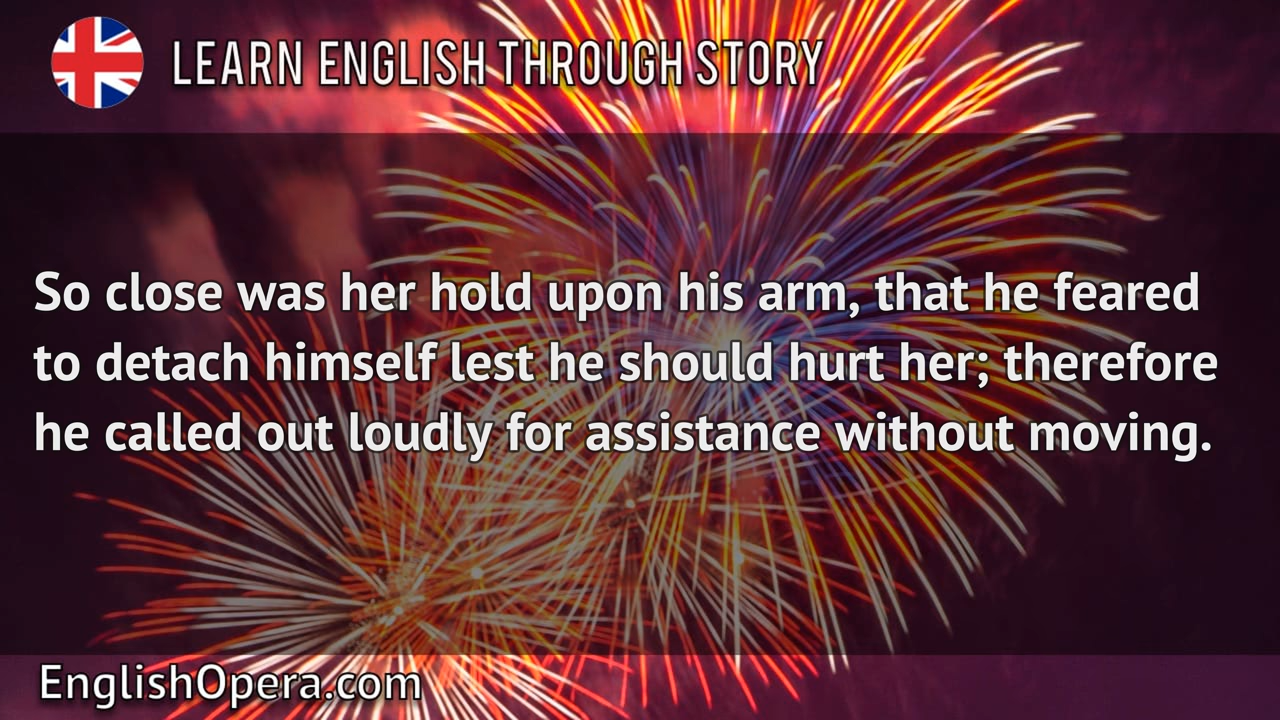 LEARN ENGLISH THROUGH STORY
So close was her hold upon his arm, that he feared
to detach himself lest he should hurt her; therefore
he called out loudly for assistance without moving.
EnglishOpera.com